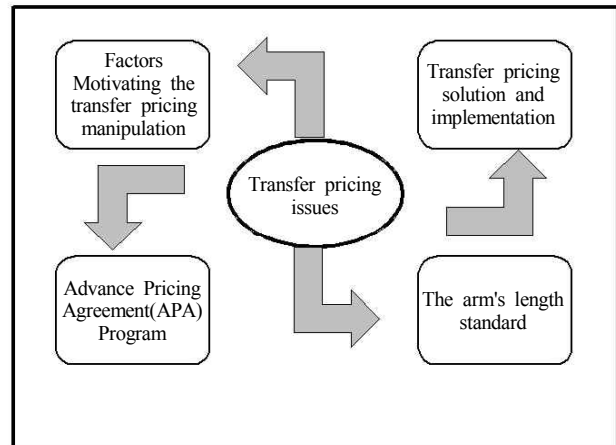 Factors
Motivating the
transfer pricing
manipulation
Transfer pricing
solution and
implementation
Transfer pricing
issues
Advance Pricing
Agreement(APA)
Program
The arm's length
standard